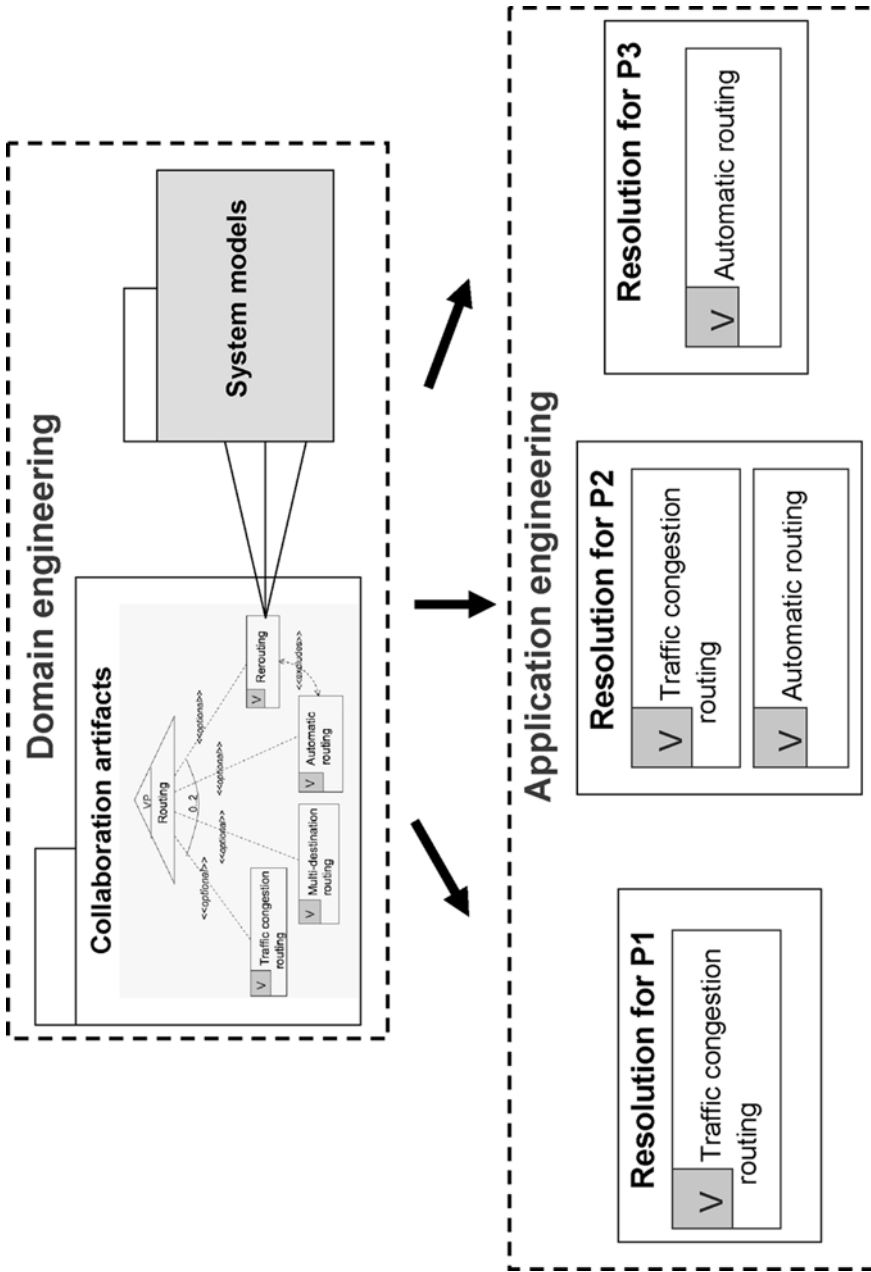 Domain engineering
Collaboration artifacts
VP
Routing
<<optional>>
<<optional>>
<<optional>>
<<optional>>
0..2
V
Traffic congestion
routing
V
Multi-destination
routing
V
Automatic
routing
V
Rerouting
<<excludes>>
System models
Application engineering
Resolution for P1
V
Traffic congestion
routing
Resolution for P2
V
Traffic congestion
routing
V
Automatic routing
Resolution for P3
V
Automatic routing